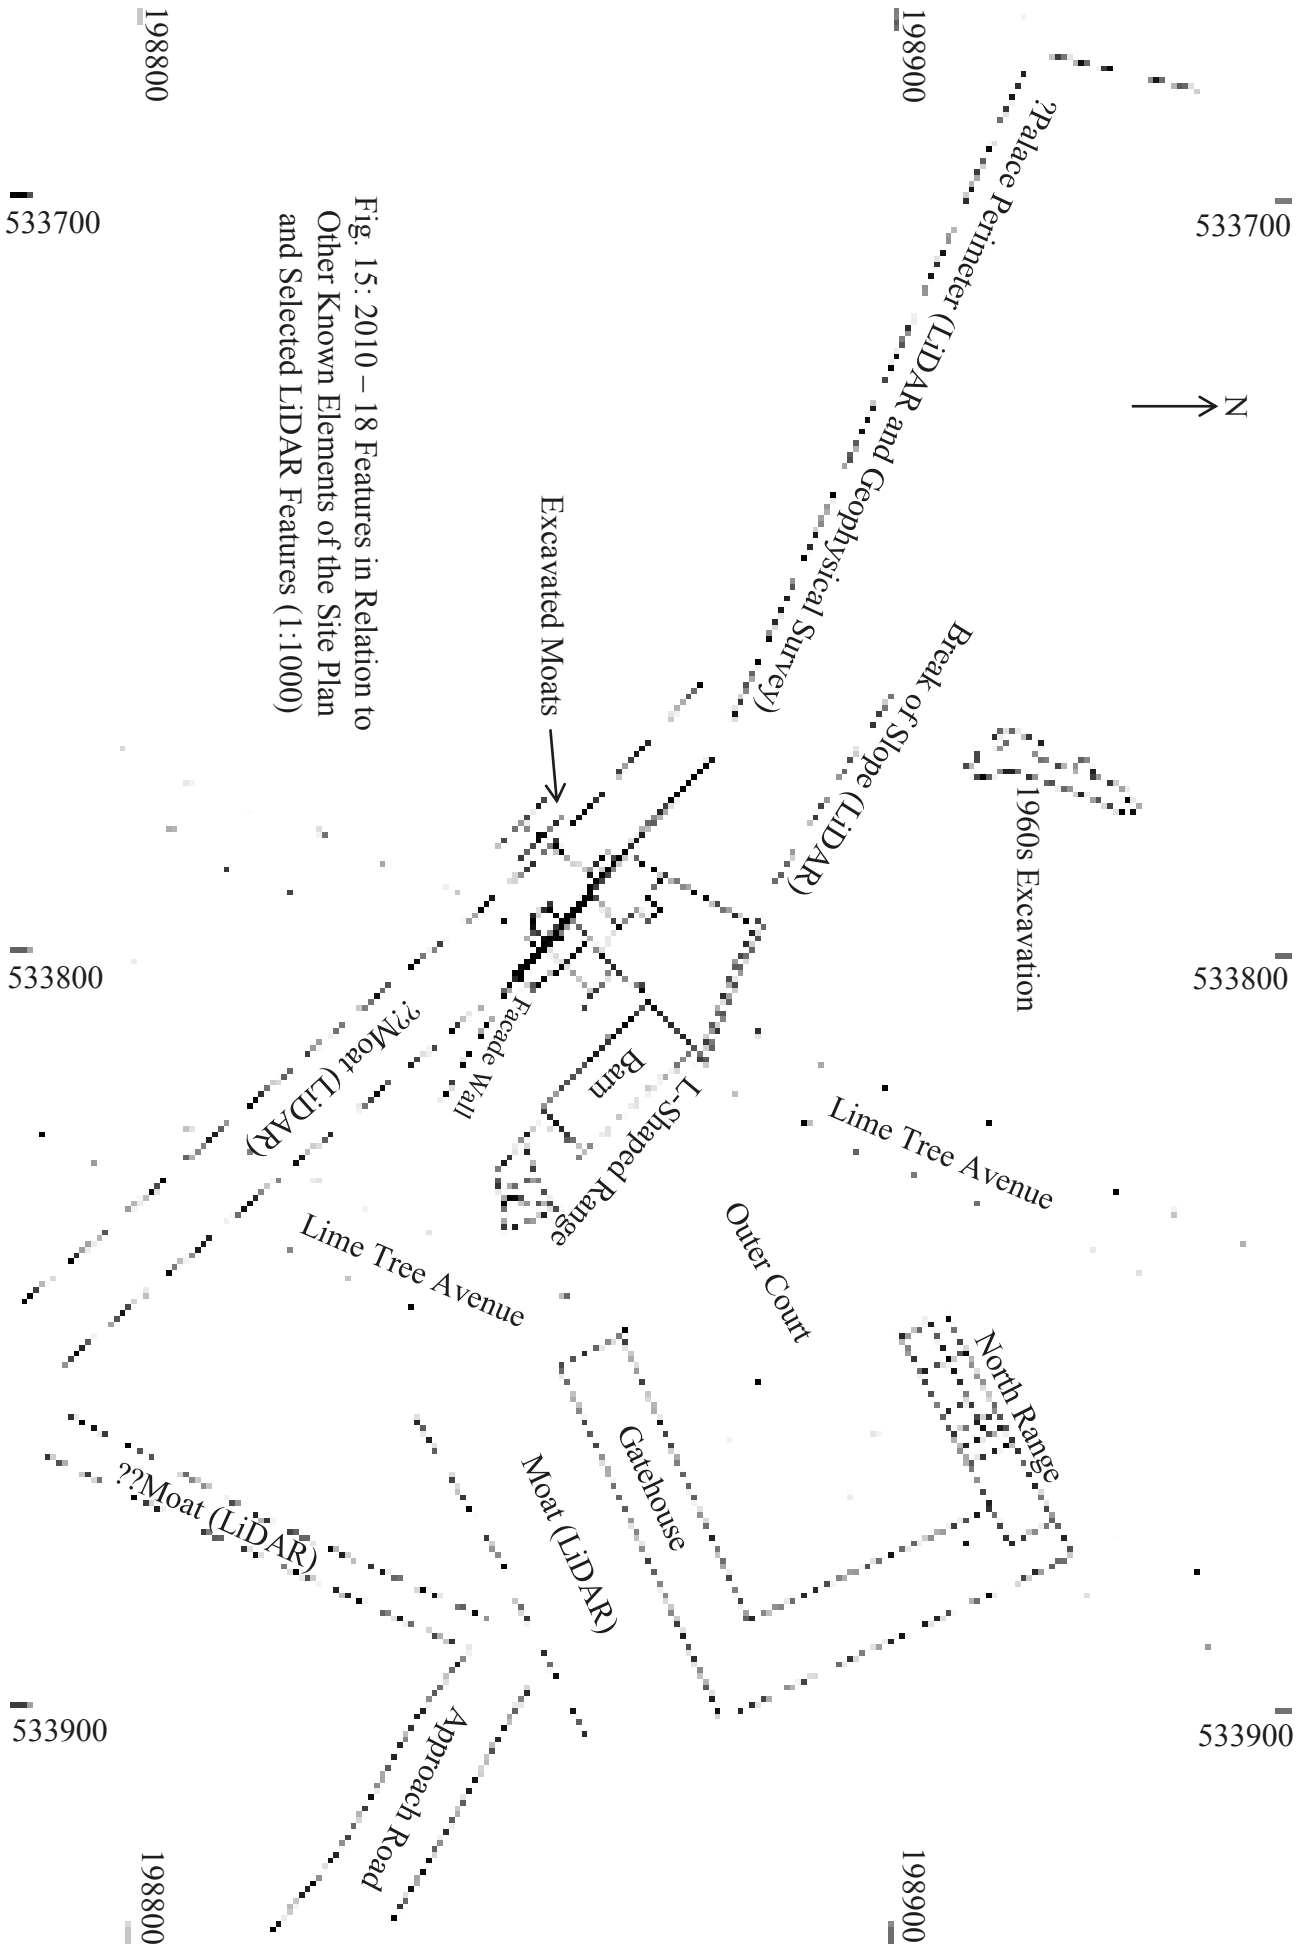 198800
198900
533700
533700
?Palace Perimeter (LiDAR and Geophysical Survey)
N
Fig. 15: 2010 – 18 Features in Relation to
Other Known Elements of the Site Plan
and Selected LiDAR Features (1:1000)
Excavated Moats
Break of Slope (LiDAR)
1960s Excavation
533800
533800
??Moat (LiDAR)
Facade Wall
Barn
L-Shaped Range
Lime Tree Avenue
Lime Tree Avenue
Outer Court
North Range
Gatehouse
Moat (LiDAR)
??Moat (LiDAR)
Approach Road
533900
533900
198800
198900